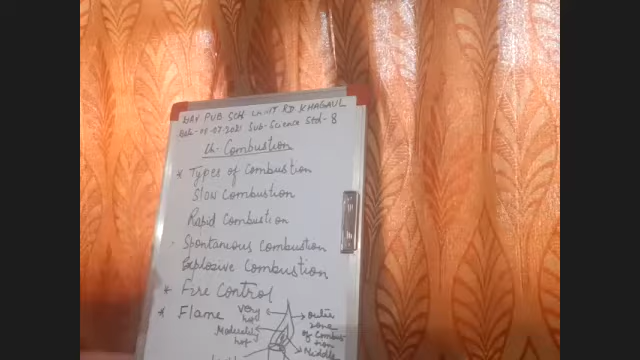 DAV PUB SCH CANTT RD KHAGAUL
Date-05.07.2021 Sub-Science Std-8
Ch. Combustion
* Types of Combustion
Slow Combustion
Rapid Combustion
Spontaneous Combustion
Explosive Combustion
* Fire Control
* Flame
very hot
outer zone of combustion
Moderately hot
Middle